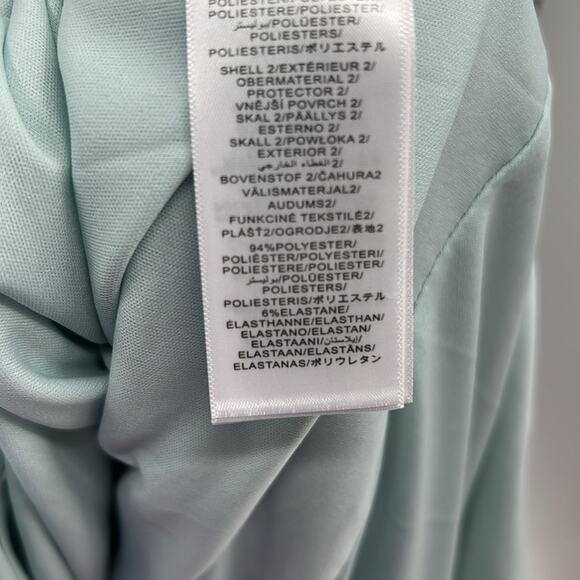 POLIESTERE/POLIESTER/
بوليستر/POLÜESTER/
POLIESTERS/
POLIESTERIS/ポリエステル
SHELL 2/EXTÉRIEUR 2/
OBERMATERIAL 2/
PROTECTOR 2/
VNĚJŠÍ POVRCH 2/
SKAL 2/PÄÄLLYS 2/
ESTERNO 2/
SKALL 2/POWŁOKA 2/
EXTERIOR 2/
الغطاء الخارجي 2/
BOVENSTOF 2/ČAHURA2
VÄLISMATERJAL2/
AUDUMS2/
FUNKCINĖ TEKSTILĖ2/
PLÁŠŤ2/OGRODJE2/表地2
94%POLYESTER/
POLIÉSTER/POLYESTERI/
POLIESTERE/POLIESTER/
بوليستر/POLÜESTER/
POLIESTERS/
POLIESTERIS/ポリエステル
6%ELASTANE/
ÉLASTHANNE/ELASTHAN/
ELASTANO/ELASTAN/
ELASTAANI/إيلاستان/
ELASTAAN/ELASTĀNS/
ELASTANAS/ポリウレタン